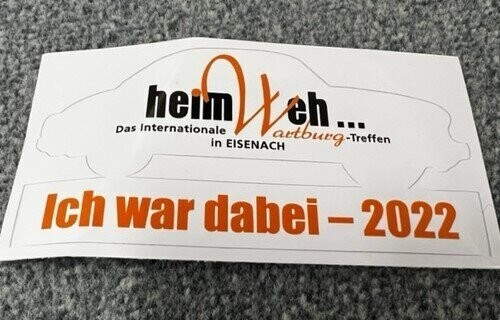 heimWeh ...
Das Internationale Wartburg-Treffen
in EISENACH
Ich war dabei – 2022